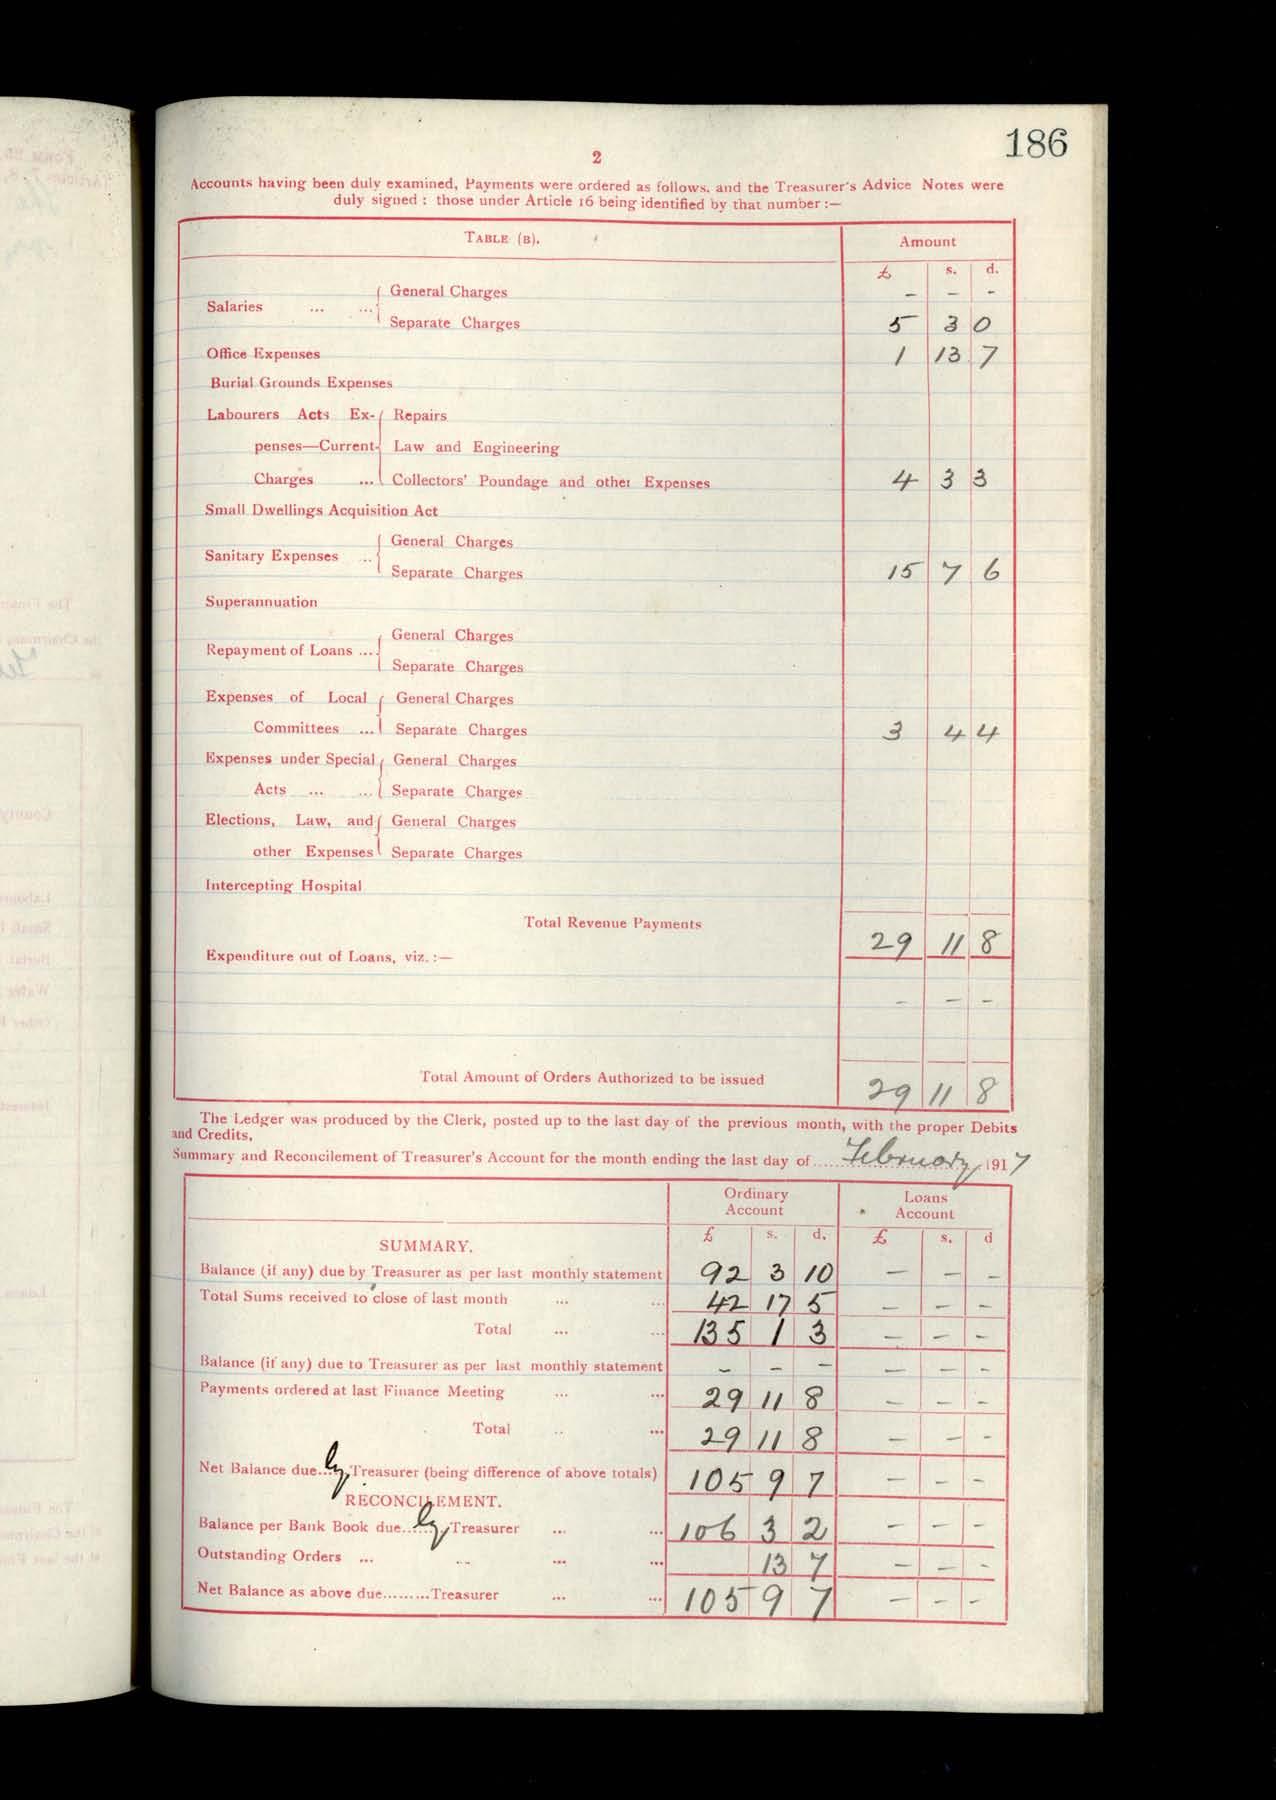 186
2
Accounts having been duly examined, Payments were ordered as follows, and the Treasurer's Advice Notes were
duly signed : those under Article 16 being identified by that number :—
TABLE (B). Amount
£ s. d.
General Charges – – –
Salaries ... ...
Separate Charges 5 3 0
Office Expenses 1 13 7
Burial Grounds Expenses
Labourers Acts Ex- Repairs
penses—Current Law and Engineering
Charges ... Collectors' Poundage and other Expenses 4 3 3
Small Dwellings Acquisition Act
General Charges
Sanitary Expenses ...
Separate Charges 15 7 6
Superannuation
General Charges
Repayment of Loans ...
Separate Charges
Expenses of Local General Charges
Committees ... Separate Charges 3 4 4
Expenses under Special General Charges
Acts ... ... Separate Charges
Elections, Law, and General Charges
other Expenses Separate Charges
Intercepting Hospital
Total Revenue Payments 29 11 8
Expenditure out of Loans, viz. :—
– – –
Total Amount of Orders Authorized to be issued 29 11 8
The Ledger was produced by the Clerk, posted up to the last day of the previous month, with the proper Debits
and Credits,
Summary and Reconcilement of Treasurer's Account for the month ending the last day of February 1917
Ordinary Account Loans Account
£ s. d. £ s. d
SUMMARY.
Balance (if any) due by Treasurer as per last monthly statement 92 3 10 – – –
Total Sums received to close of last month ... ... 42 17 5 – – –
Total ... ... 135 1 3 – – –
Balance (if any) due to Treasurer as per last monthly statement – – – – – –
Payments ordered at last Finance Meeting ... ... 29 11 8 – – –
Total .. ... 29 11 8 – – –
Net Balance due...by Treasurer (being difference of above totals) 105 9 7 – – –
RECONCILEMENT.
Balance per Bank Book due...by Treasurer ... ... 106 3 2 – – –
Outstanding Orders ... ... ... ... 13 7 – – –
Net Balance as above due.........Treasurer ... ... 105 9 7 – – –